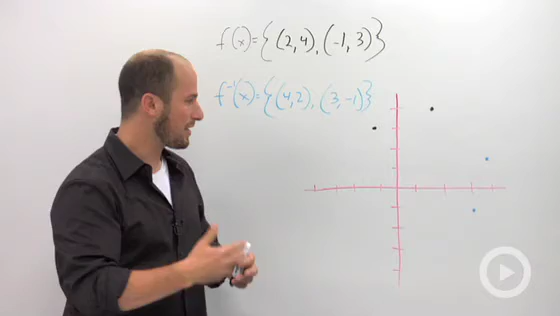 f(x)={(2,4),(-1,3)}
f⁻¹(x)={(4,2),(3,-1)}